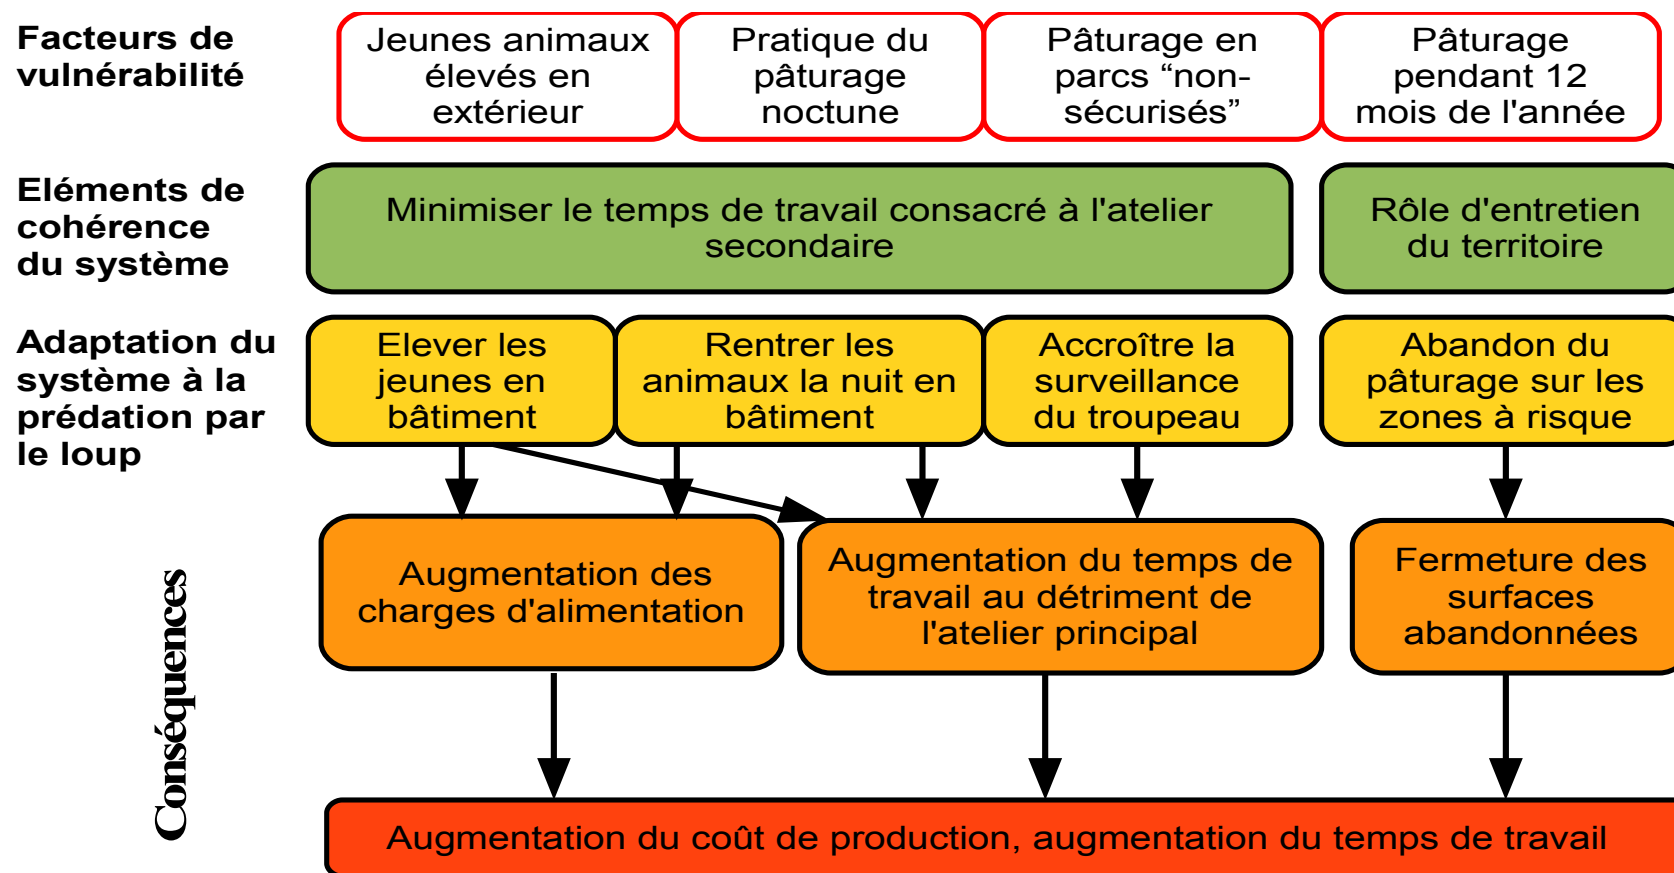 Facteurs de
vulnérabilité
Jeunes animaux
élevés en
extérieur
Pratique du
pâturage
noctune
Pâturage en
parcs “non-
sécurisés”
Pâturage
pendant 12
mois de l'année
Eléments de
cohérence
du système
Minimiser le temps de travail consacré à l'atelier
secondaire
Rôle d'entretien
du territoire
Adaptation du
système à la
prédation par
le loup
Elever les
jeunes en
bâtiment
Rentrer les
animaux la nuit en
bâtiment
Accroître la
surveillance
du troupeau
Abandon du
pâturage sur les
zones à risque
Conséquences
Augmentation des
charges d'alimentation
Augmentation du temps de
travail au détriment de
l'atelier principal
Fermeture des
surfaces
abandonnées
Augmentation du coût de production, augmentation du temps de travail